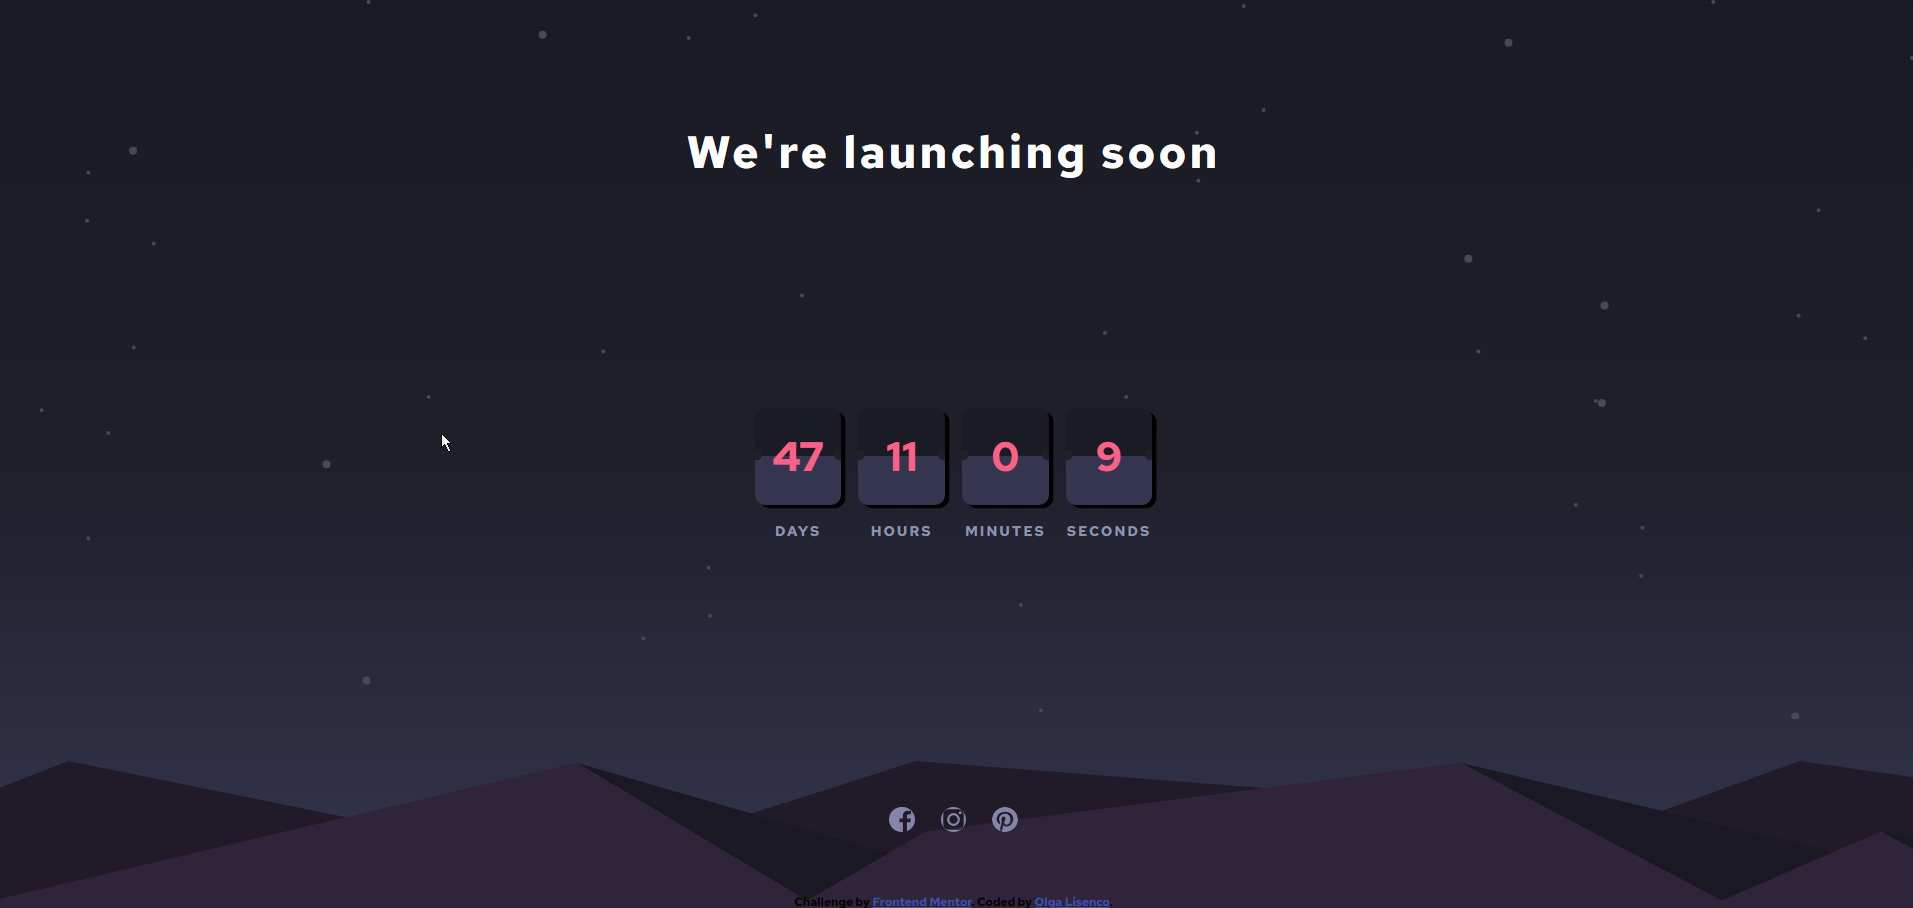 We're launching soon
47 11 0 9
DAYS HOURS MINUTES SECONDS
Challenge by Frontend Mentor. Coded by Olga Lisenco.